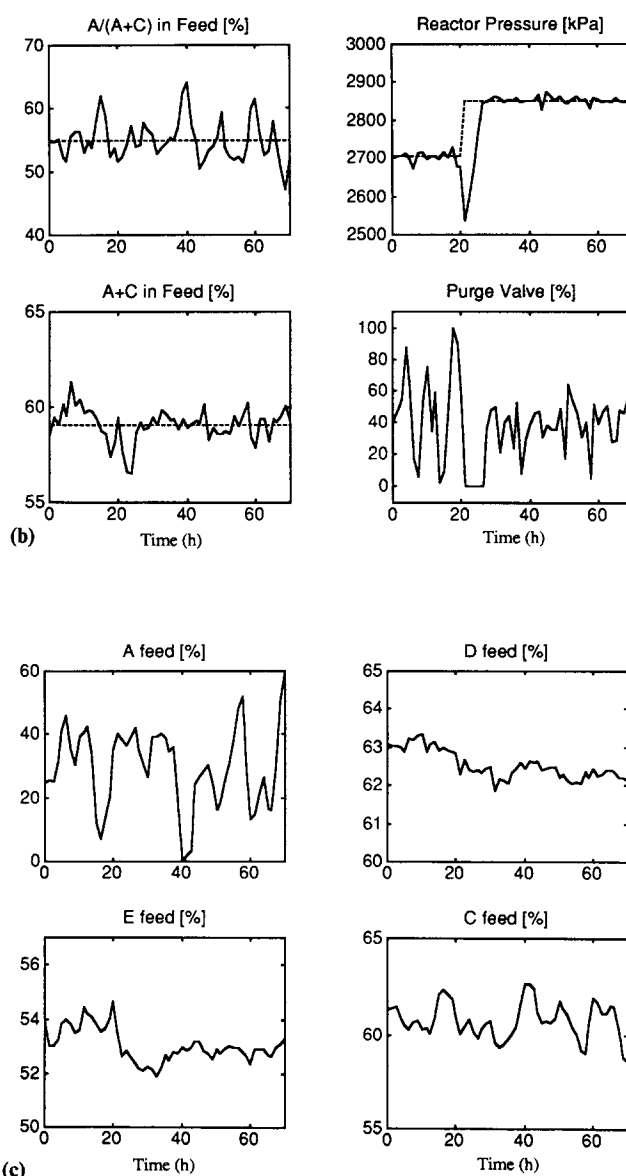 A/(A+C) in Feed [%]
70
60
50
40
0 20 40 60
Reactor Pressure [kPa]
3000
2900
2800
2700
2600
2500
0 20 40 60
A+C in Feed [%]
65
60
55
0 20 40 60
(b)
Time (h)
Purge Valve [%]
100
80
60
40
20
0
0 20 40 60
Time (h)
A feed [%]
60
40
20
0
0 20 40 60
D feed [%]
65
64
63
62
61
60
0 20 40 60
E feed [%]
56
54
52
50
0 20 40 60
(c)
Time (h)
C feed [%]
65
60
55
0 20 40 60
Time (h)